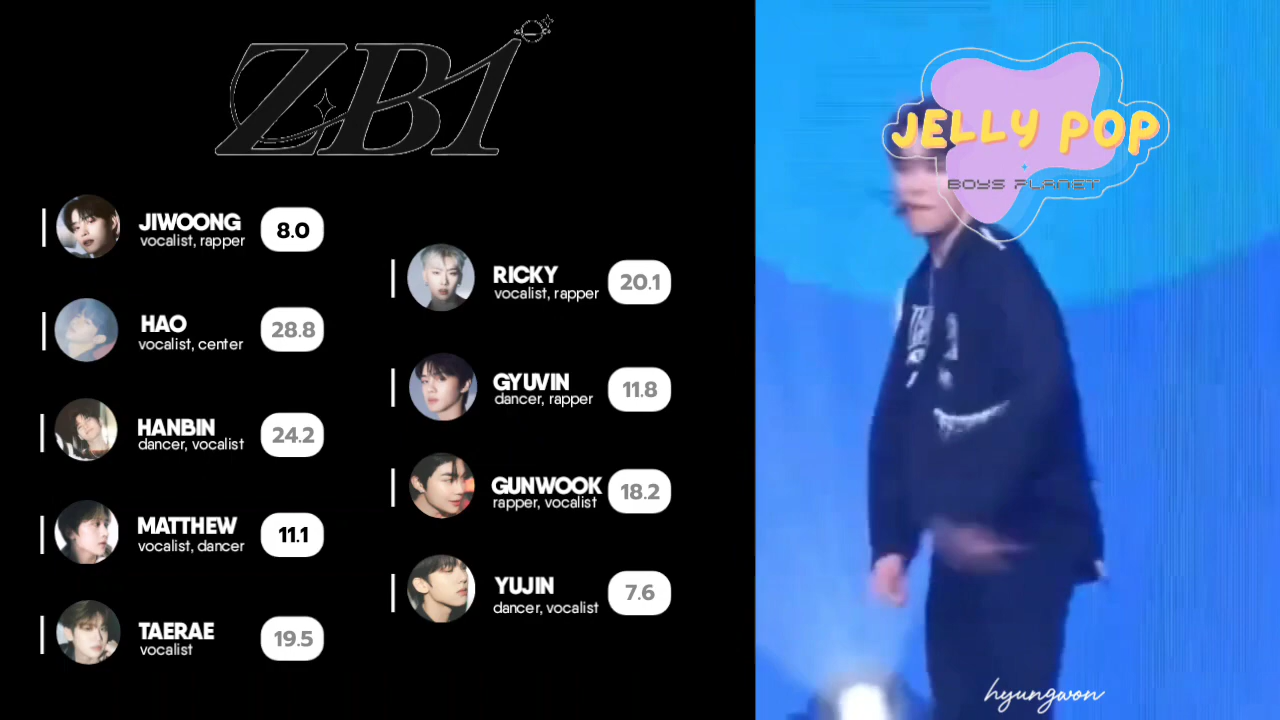 ZB1
JIWOONG
vocalist, rapper
8.0
HAO
vocalist, center
28.8
HANBIN
dancer, vocalist
24.2
MATTHEW
vocalist, dancer
11.1
TAERAE
vocalist
19.5
RICKY
vocalist, rapper
20.1
GYUVIN
dancer, rapper
11.8
GUNWOOK
rapper, vocalist
18.2
YUJIN
dancer, vocalist
7.6
JELLY POP
BOYS PLANET
hyungwon